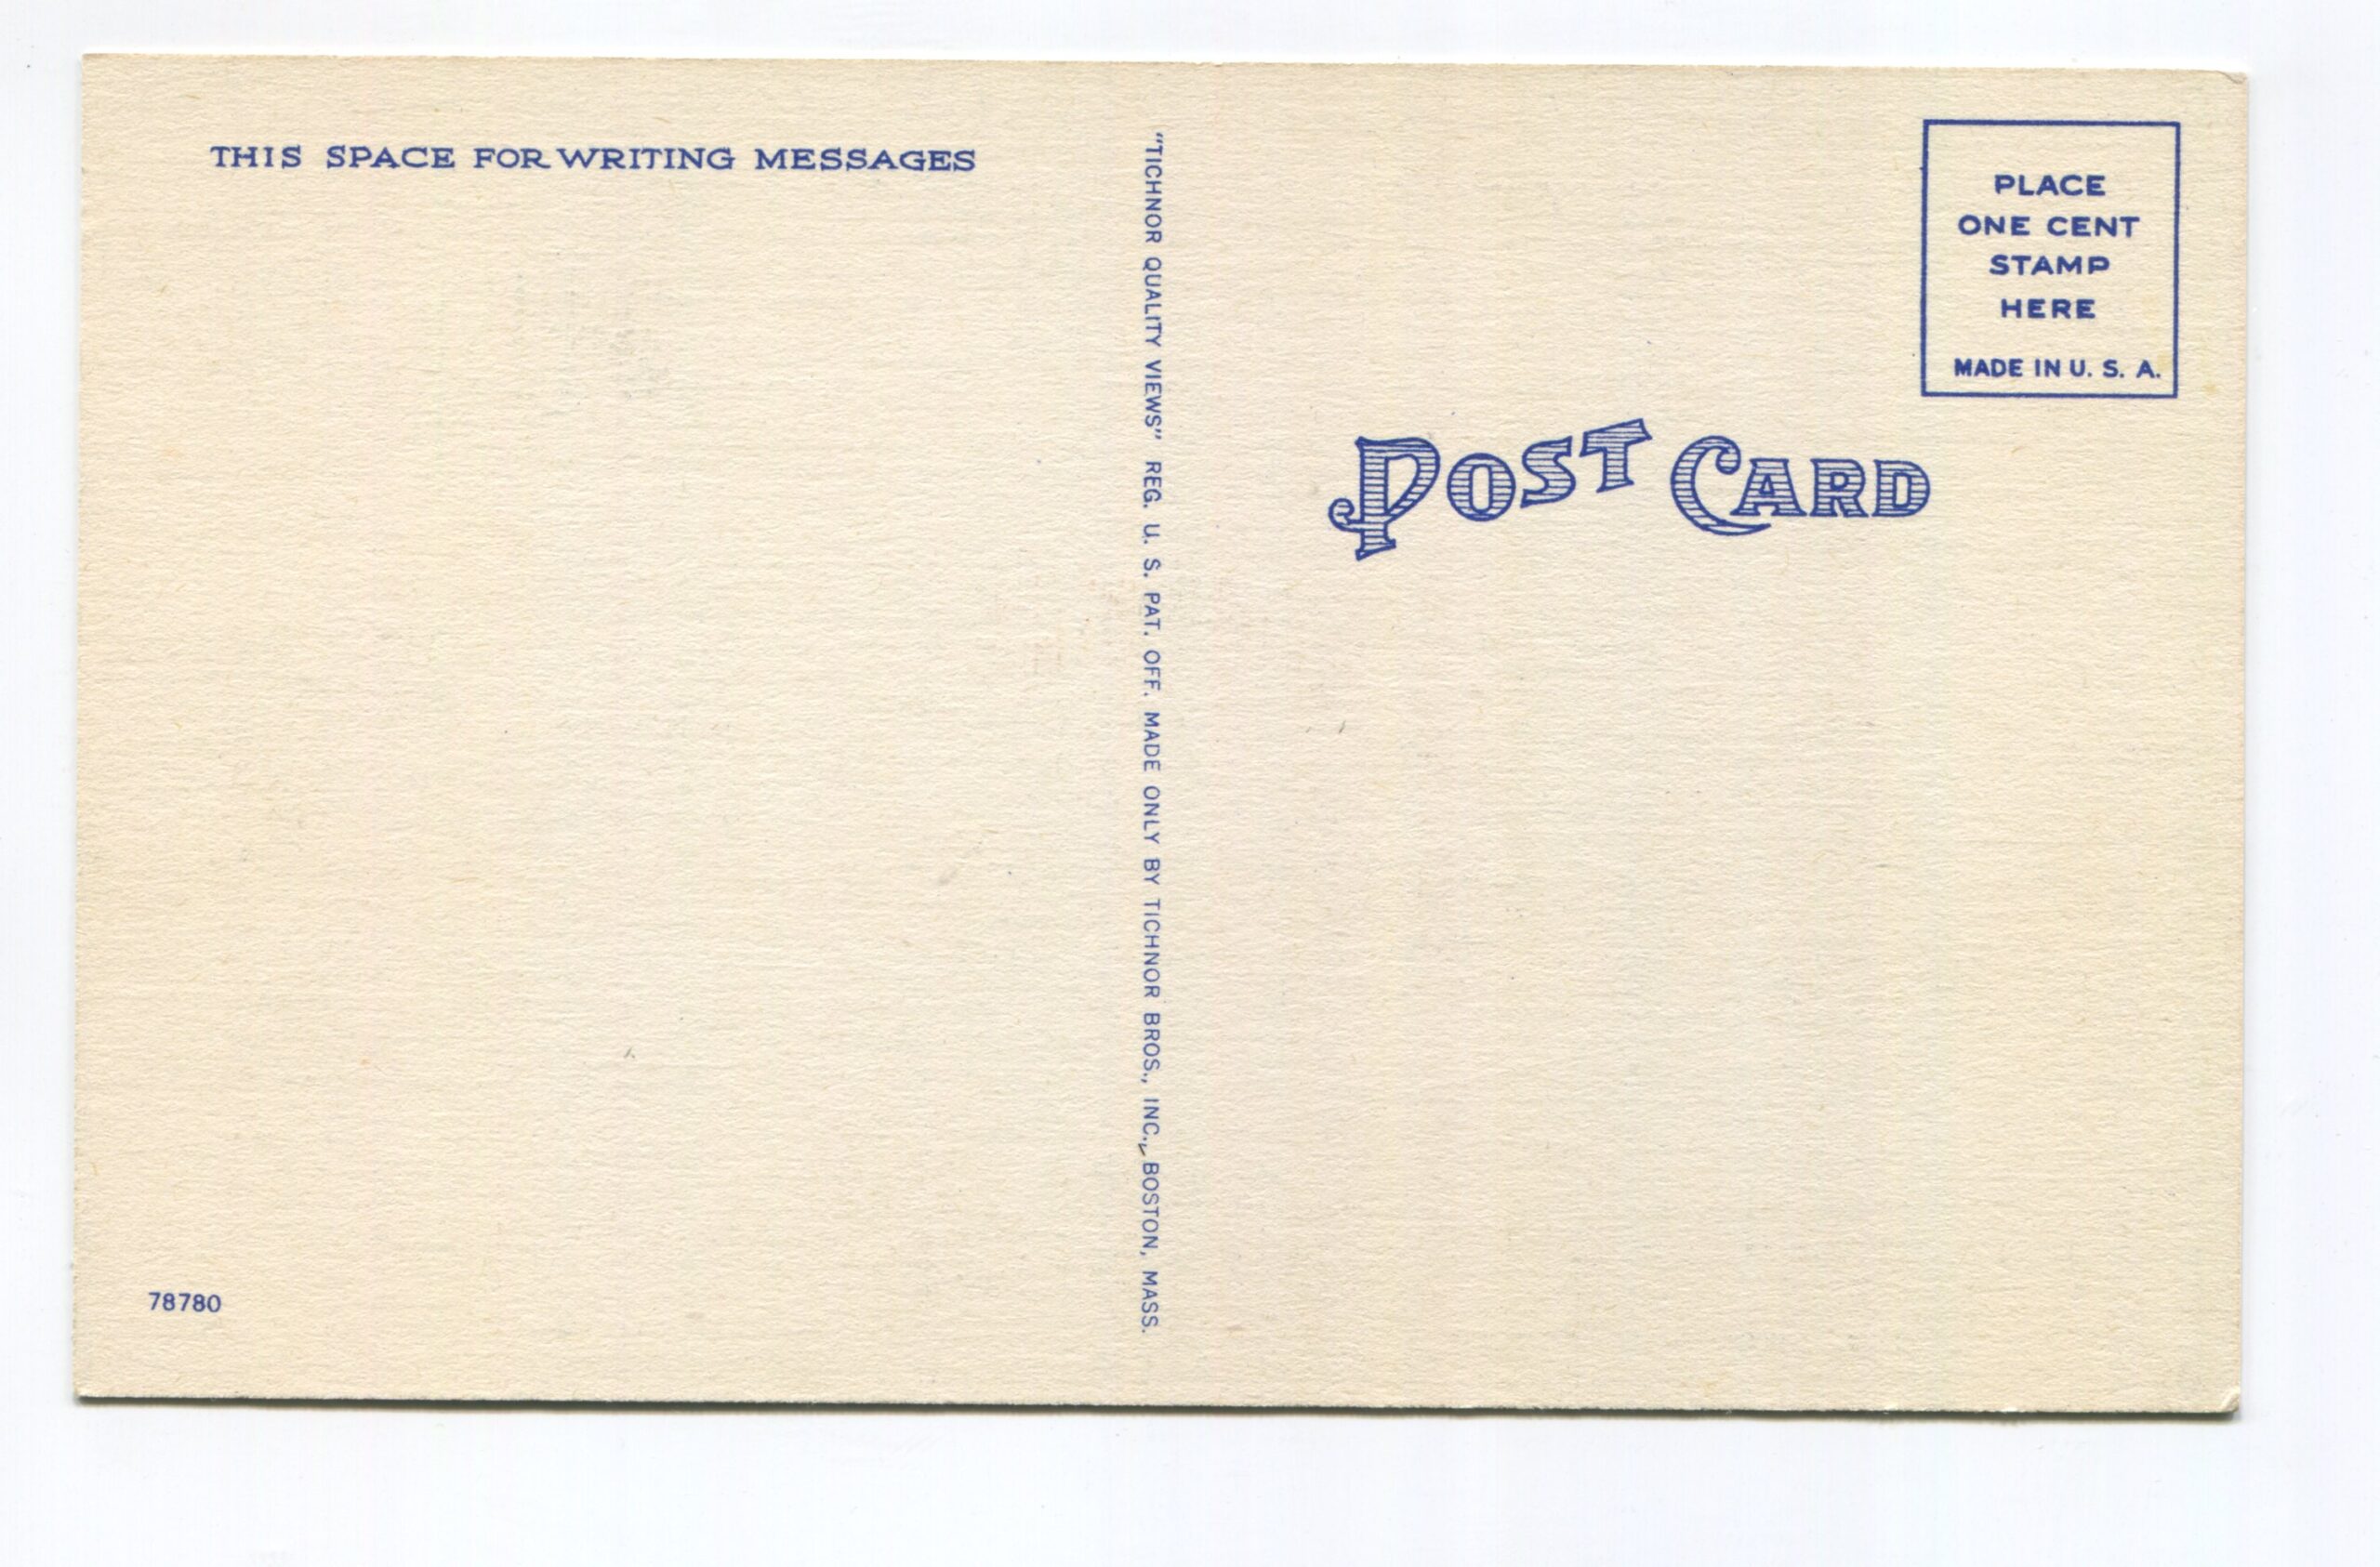 THIS SPACE FOR WRITING MESSAGES
"TICHNOR QUALITY VIEWS" REG. U. S. PAT. OFF. MADE ONLY BY TICHNOR BROS., INC., BOSTON, MASS.
PLACE
ONE CENT
STAMP
HERE
MADE IN U. S. A.
POST CARD
78780